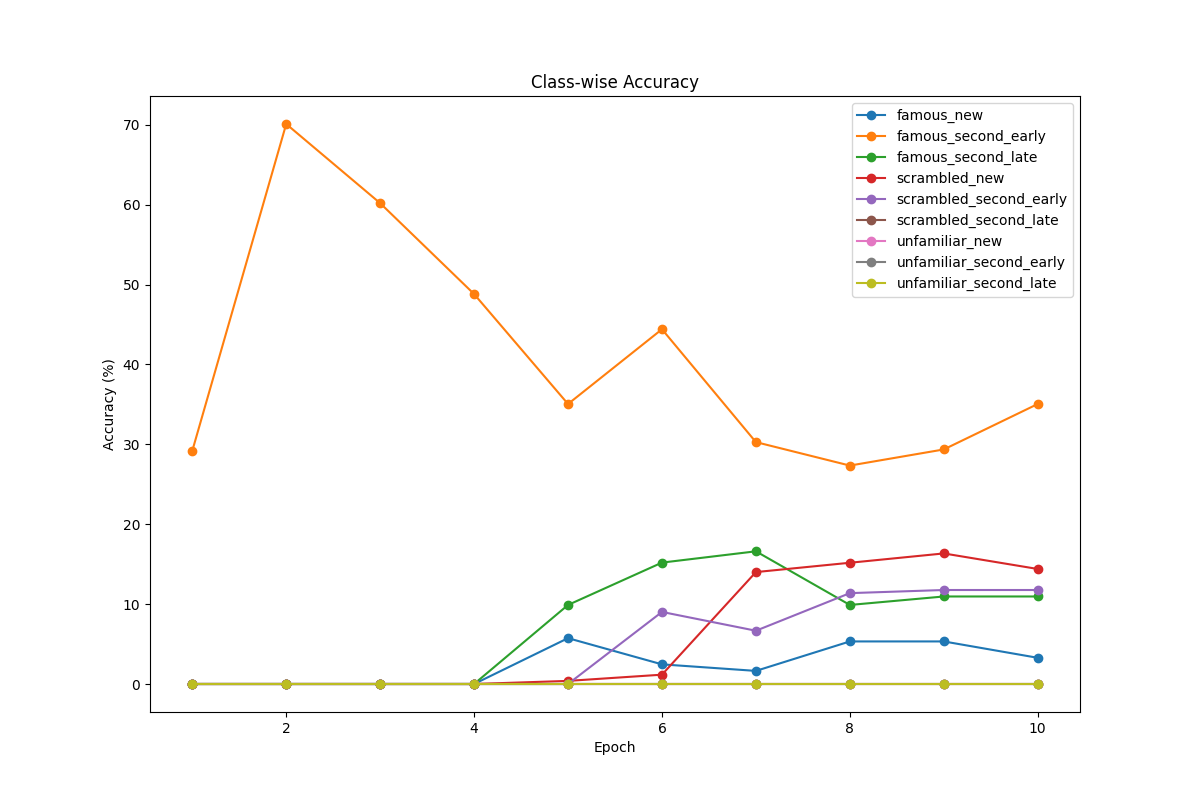 Class-wise Accuracy
famous_new
famous_second_early
famous_second_late
scrambled_new
scrambled_second_early
scrambled_second_late
unfamiliar_new
unfamiliar_second_early
unfamiliar_second_late
70
60
50
40
30
20
10
0
Accuracy (%)
2 4 6 8 10
Epoch